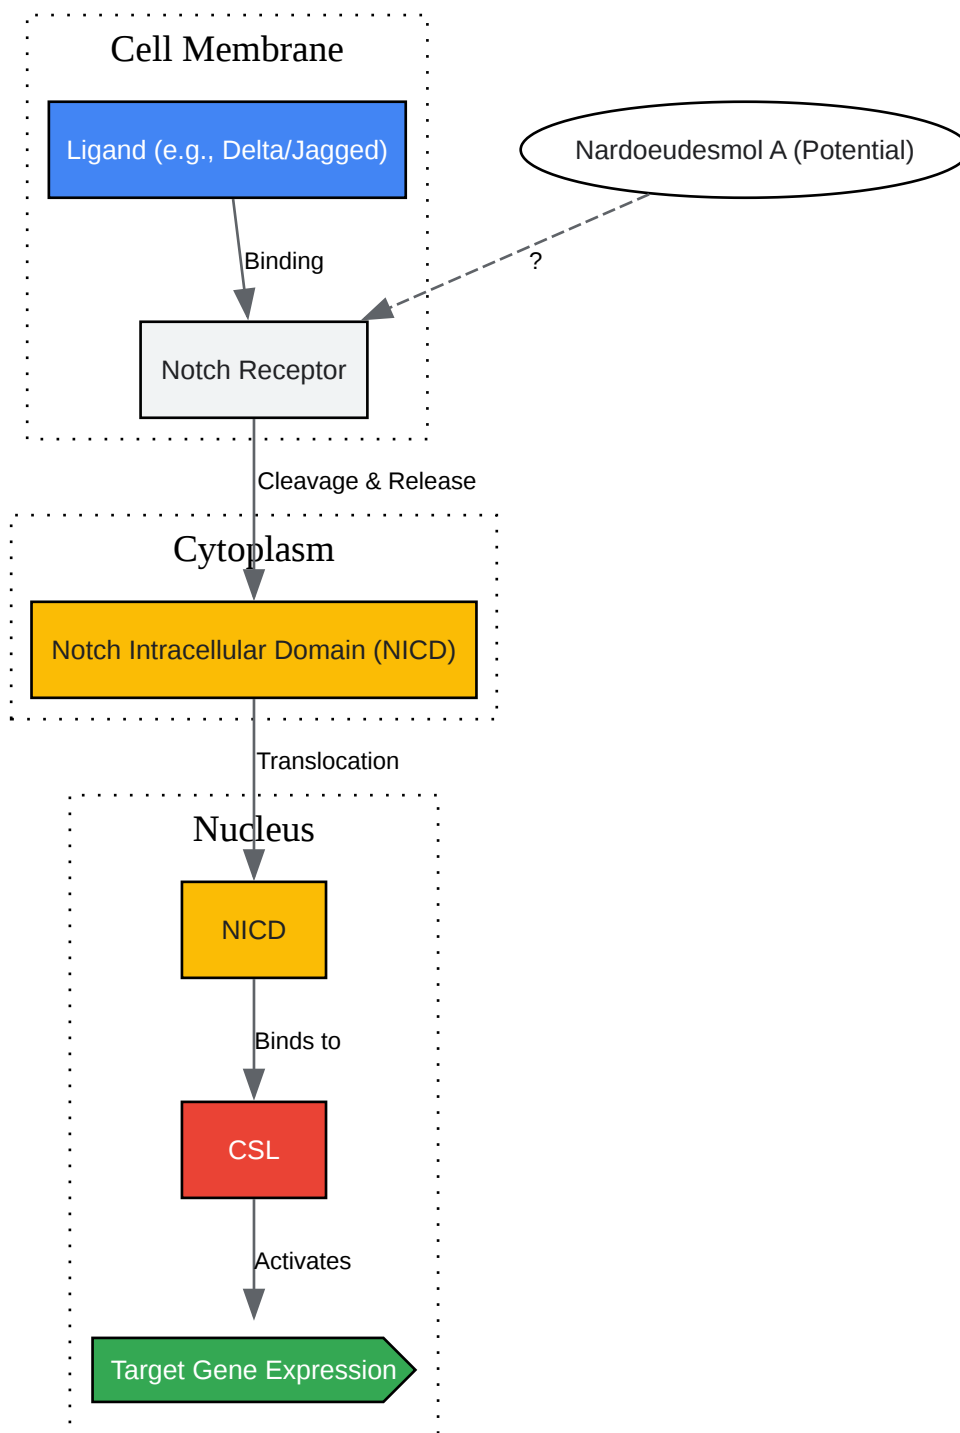 Cell Membrane
Ligand (e.g., Delta/Jagged)
Nardoeudesmol A (Potential)
Binding
?
Notch Receptor
Cleavage & Release
Cytoplasm
Notch Intracellular Domain (NICD)
Translocation
Nucleus
NICD
Binds to
CSL
Activates
Target Gene Expression